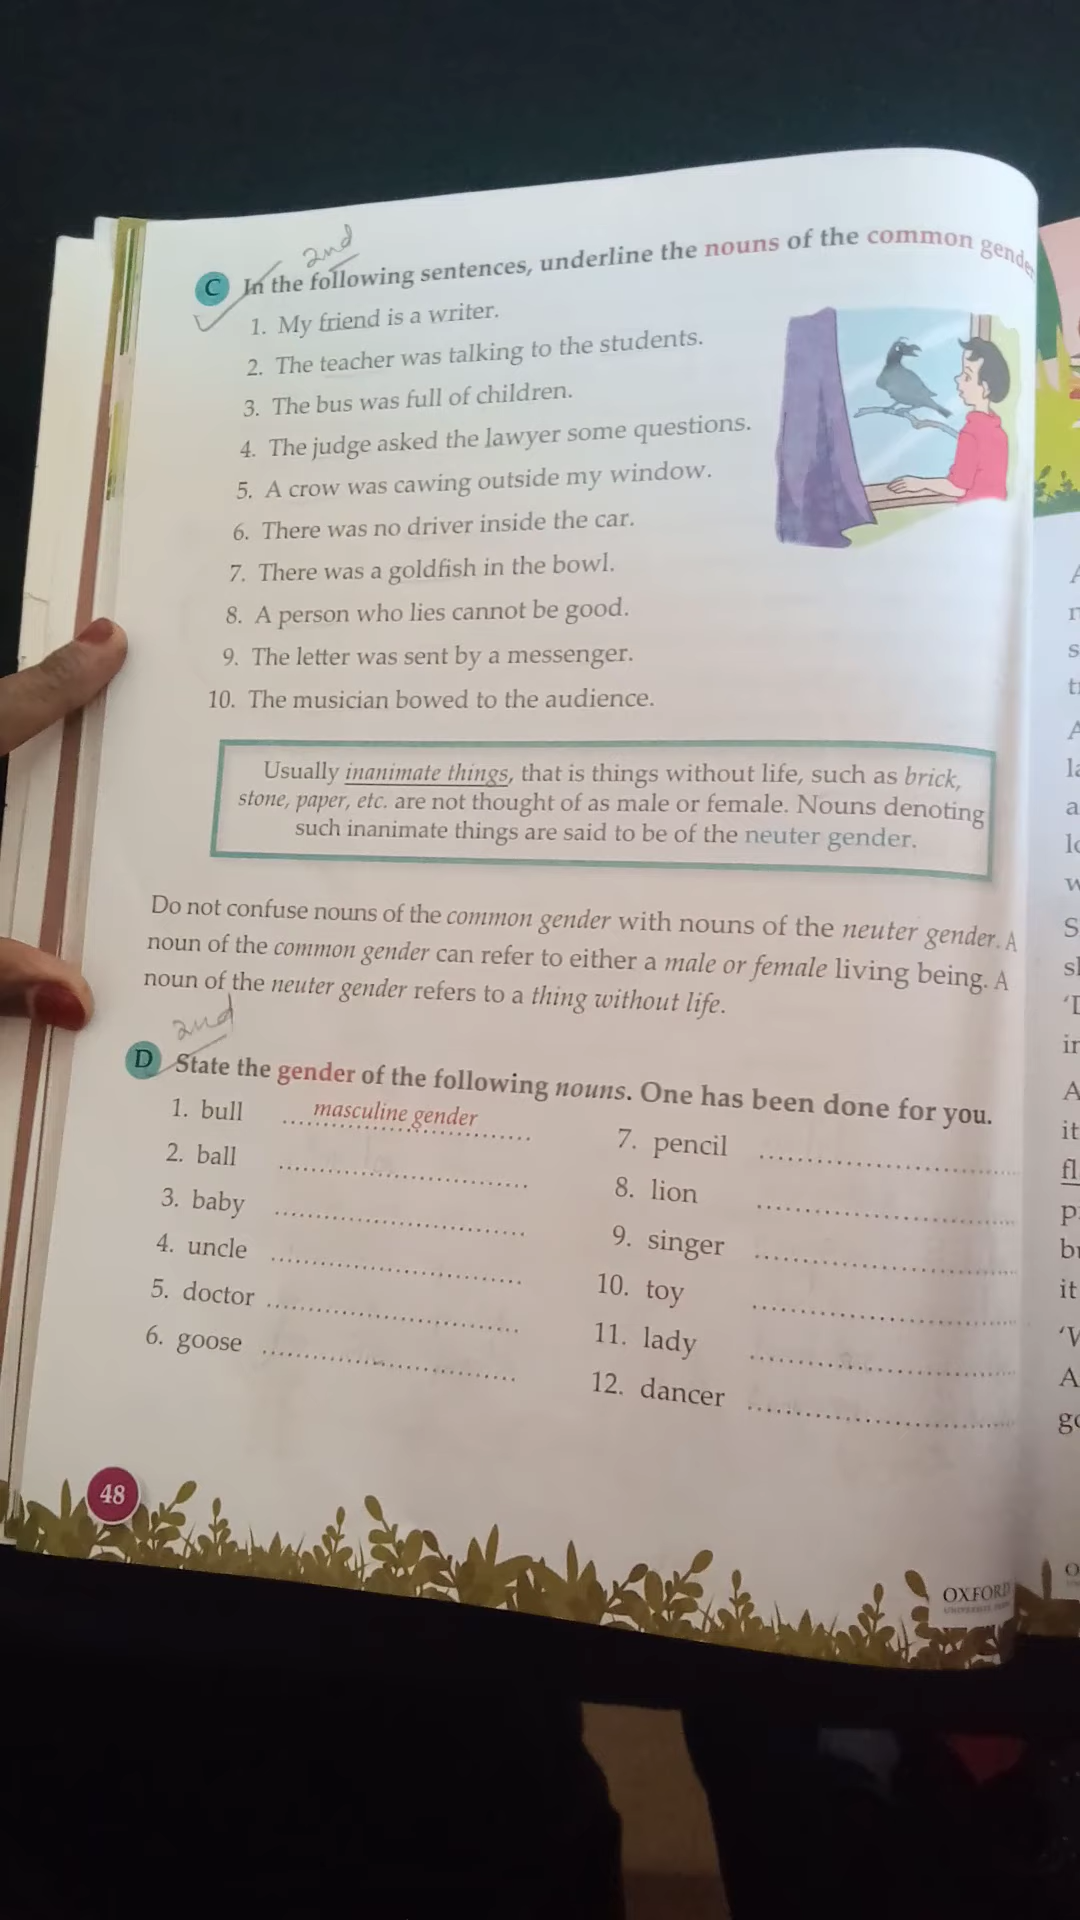 2nd
C In the following sentences, underline the nouns of the common gende
1. My friend is a writer.
2. The teacher was talking to the students.
3. The bus was full of children.
4. The judge asked the lawyer some questions.
5. A crow was cawing outside my window.
6. There was no driver inside the car.
7. There was a goldfish in the bowl.
8. A person who lies cannot be good.
9. The letter was sent by a messenger.
10. The musician bowed to the audience.
Usually inanimate things, that is things without life, such as brick,
stone, paper, etc. are not thought of as male or female. Nouns denoting
such inanimate things are said to be of the neuter gender.
Do not confuse nouns of the common gender with nouns of the neuter gender. A
noun of the common gender can refer to either a male or female living being. A
noun of the neuter gender refers to a thing without life.
2nd
D State the gender of the following nouns. One has been done for you.
1. bull masculine gender
2. ball
3. baby
4. uncle
5. doctor
6. goose
7. pencil
8. lion
9. singer
10. toy
11. lady
12. dancer
48
OXFORD